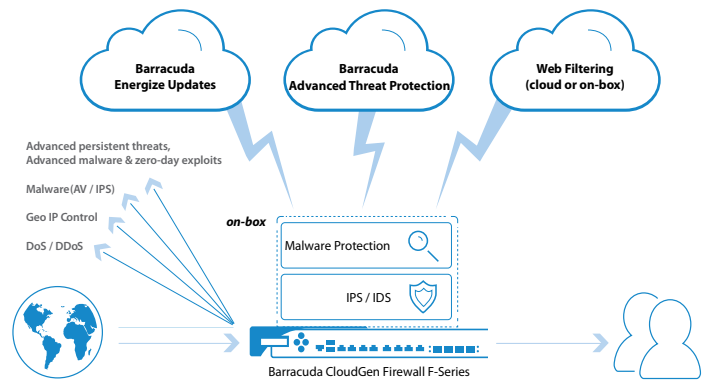 Barracuda
Energize Updates
Barracuda
Advanced Threat Protection
Web Filtering
(cloud or on-box)
Advanced persistent threats,
Advanced malware & zero-day exploits
Malware(AV / IPS)
Geo IP Control
DoS / DDoS
on-box
Malware Protection
IPS / IDS
Barracuda CloudGen Firewall F-Series